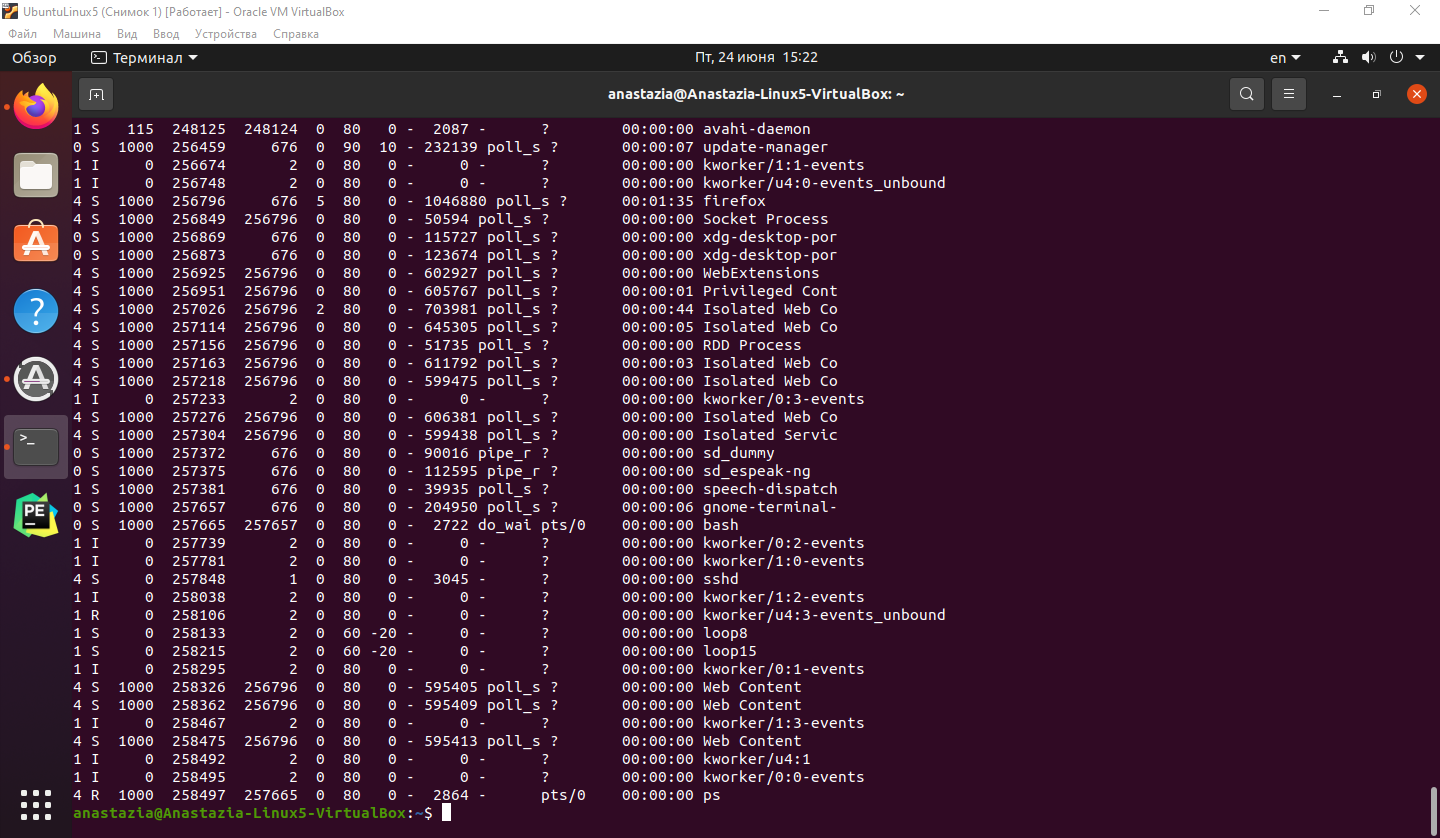 UbuntuLinux5 (Снимок 1) [Работает] - Oracle VM VirtualBox
Файл Машина Вид Ввод Устройства Справка
Обзор Терминал Пт, 24 июня 15:22 en
anastazia@Anastazia-Linux5-VirtualBox: ~
1 S   115  248125  248124  0  80   0 -  2087 -      ?        00:00:00 avahi-daemon
0 S  1000  256459     676  0  90  10 - 232139 poll_s ?       00:00:07 update-manager
1 I     0  256674       2  0  80   0 -     0 -      ?        00:00:00 kworker/1:1-events
1 I     0  256748       2  0  80   0 -     0 -      ?        00:00:00 kworker/u4:0-events_unbound
4 S  1000  256796     676  5  80   0 - 1046880 poll_s ?      00:01:35 firefox
4 S  1000  256849  256796  0  80   0 - 50594 poll_s ?        00:00:00 Socket Process
0 S  1000  256869     676  0  80   0 - 115727 poll_s ?       00:00:00 xdg-desktop-por
0 S  1000  256873     676  0  80   0 - 123674 poll_s ?       00:00:00 xdg-desktop-por
4 S  1000  256925  256796  0  80   0 - 602927 poll_s ?       00:00:00 WebExtensions
4 S  1000  256951  256796  0  80   0 - 605767 poll_s ?       00:00:01 Privileged Cont
4 S  1000  257026  256796  2  80   0 - 703981 poll_s ?       00:00:44 Isolated Web Co
4 S  1000  257114  256796  0  80   0 - 645305 poll_s ?       00:00:05 Isolated Web Co
4 S  1000  257156  256796  0  80   0 - 51735 poll_s ?        00:00:00 RDD Process
4 S  1000  257163  256796  0  80   0 - 611792 poll_s ?       00:00:03 Isolated Web Co
4 S  1000  257218  256796  0  80   0 - 599475 poll_s ?       00:00:00 Isolated Web Co
1 I     0  257233       2  0  80   0 -     0 -      ?        00:00:00 kworker/0:3-events
4 S  1000  257276  256796  0  80   0 - 606381 poll_s ?       00:00:00 Isolated Web Co
4 S  1000  257304  256796  0  80   0 - 599438 poll_s ?       00:00:00 Isolated Servic
0 S  1000  257372     676  0  80   0 - 90016 pipe_r ?        00:00:00 sd_dummy
0 S  1000  257375     676  0  80   0 - 112595 pipe_r ?       00:00:00 sd_espeak-ng
1 S  1000  257381     676  0  80   0 - 39935 poll_s ?        00:00:00 speech-dispatch
0 S  1000  257657     676  0  80   0 - 204950 poll_s ?       00:00:06 gnome-terminal-
0 S  1000  257665  257657  0  80   0 -  2722 do_wai pts/0    00:00:00 bash
1 I     0  257739       2  0  80   0 -     0 -      ?        00:00:00 kworker/0:2-events
1 I     0  257781       2  0  80   0 -     0 -      ?        00:00:00 kworker/1:0-events
4 S     0  257848       1  0  80   0 -  3045 -      ?        00:00:00 sshd
1 I     0  258038       2  0  80   0 -     0 -      ?        00:00:00 kworker/1:2-events
1 R     0  258106       2  0  80   0 -     0 -      ?        00:00:00 kworker/u4:3-events_unbound
1 S     0  258133       2  0  60 -20 -     0 -      ?        00:00:00 loop8
1 S     0  258215       2  0  60 -20 -     0 -      ?        00:00:00 loop15
1 I     0  258295       2  0  80   0 -     0 -      ?        00:00:00 kworker/0:1-events
4 S  1000  258326  256796  0  80   0 - 595405 poll_s ?       00:00:00 Web Content
4 S  1000  258362  256796  0  80   0 - 595409 poll_s ?       00:00:00 Web Content
1 I     0  258467       2  0  80   0 -     0 -      ?        00:00:00 kworker/1:3-events
4 S  1000  258475  256796  0  80   0 - 595413 poll_s ?       00:00:00 Web Content
1 I     0  258492       2  0  80   0 -     0 -      ?        00:00:00 kworker/u4:1
1 I     0  258495       2  0  80   0 -     0 -      ?        00:00:00 kworker/0:0-events
4 R  1000  258497  257665  0  80   0 -  2864 -      pts/0    00:00:00 ps
anastazia@Anastazia-Linux5-VirtualBox:~$
PE